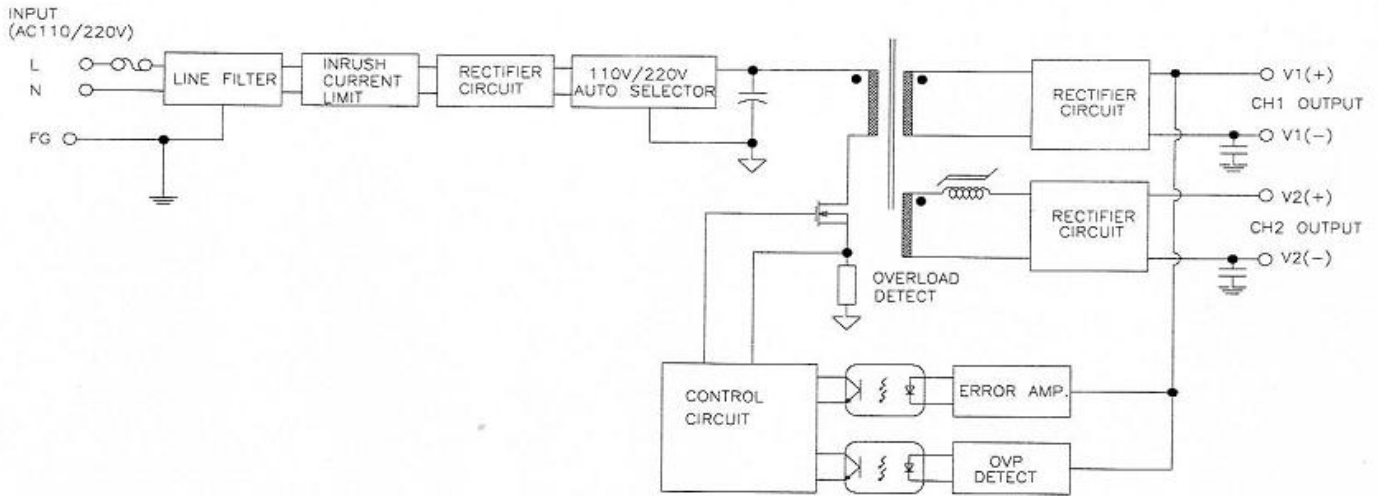 INPUT
(AC110/220V)
L
N
FG
LINE FILTER
INRUSH
CURRENT
LIMIT
RECTIFIER
CIRCUIT
110V/220V
AUTO SELECTOR
RECTIFIER
CIRCUIT
V1(+)
CH1 OUTPUT
V1(-)
RECTIFIER
CIRCUIT
V2(+)
CH2 OUTPUT
V2(-)
OVERLOAD
DETECT
CONTROL
CIRCUIT
ERROR AMP.
OVP
DETECT